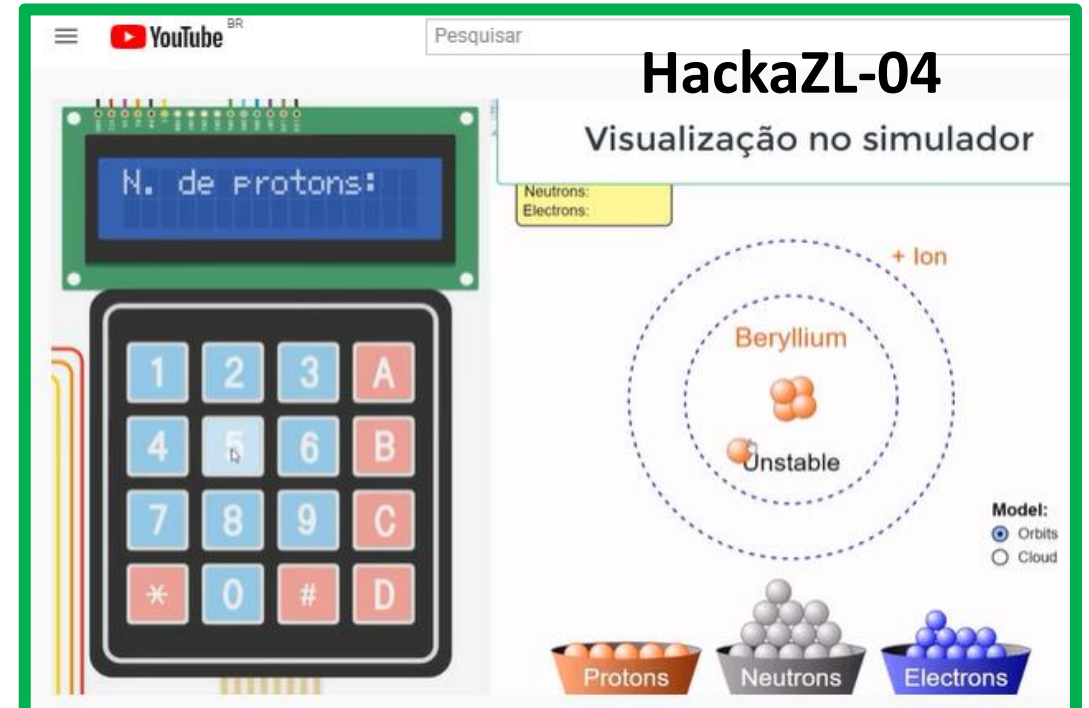 YouTube BR
Pesquisar
HackaZL-04
Visualização no simulador
N. de protons:
Neutrons:
Electrons:
+ Ion
Beryllium
Unstable
Model:
Orbits
Cloud
1 2 3 A
4 5 6 B
7 8 9 C
* 0 # D
Protons
Neutrons
Electrons